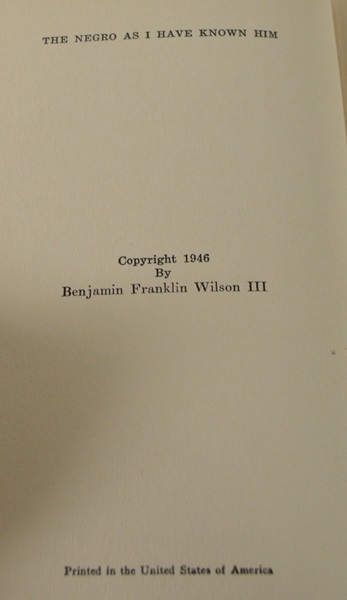 THE NEGRO AS I HAVE KNOWN HIM
Copyright 1946
By
Benjamin Franklin Wilson III
Printed in the United States of America